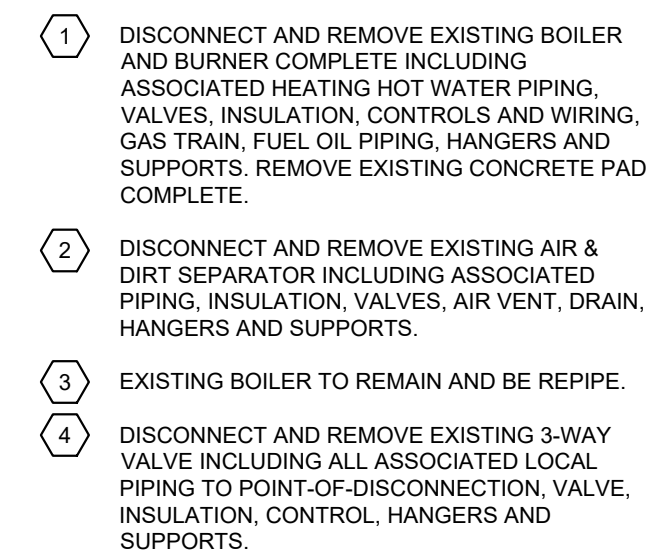 1 DISCONNECT AND REMOVE EXISTING BOILER
AND BURNER COMPLETE INCLUDING
ASSOCIATED HEATING HOT WATER PIPING,
VALVES, INSULATION, CONTROLS AND WIRING,
GAS TRAIN, FUEL OIL PIPING, HANGERS AND
SUPPORTS. REMOVE EXISTING CONCRETE PAD
COMPLETE.
2 DISCONNECT AND REMOVE EXISTING AIR &
DIRT SEPARATOR INCLUDING ASSOCIATED
PIPING, INSULATION, VALVES, AIR VENT, DRAIN,
HANGERS AND SUPPORTS.
3 EXISTING BOILER TO REMAIN AND BE REPIPE.
4 DISCONNECT AND REMOVE EXISTING 3-WAY
VALVE INCLUDING ALL ASSOCIATED LOCAL
PIPING TO POINT-OF-DISCONNECTION, VALVE,
INSULATION, CONTROL, HANGERS AND
SUPPORTS.